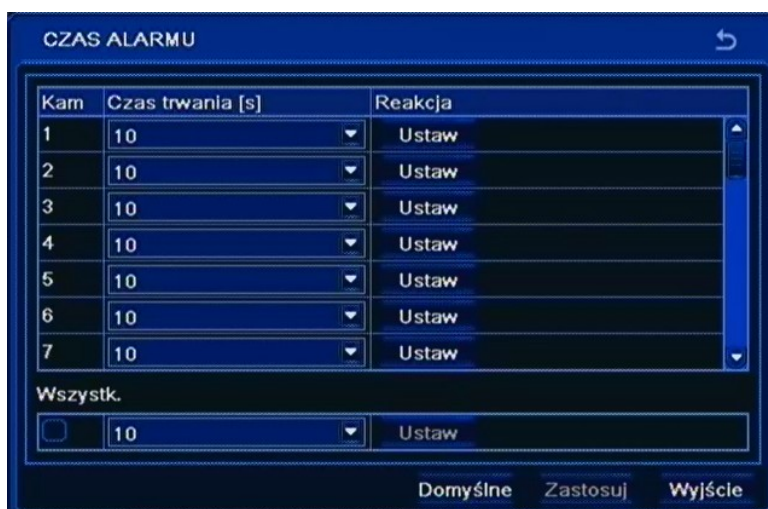 CZAS ALARMU
Kam Czas trwania [s] Reakcja
1 10 Ustaw
2 10 Ustaw
3 10 Ustaw
4 10 Ustaw
5 10 Ustaw
6 10 Ustaw
7 10 Ustaw
Wszystk.
10 Ustaw
Domyślne Zastosuj Wyjście